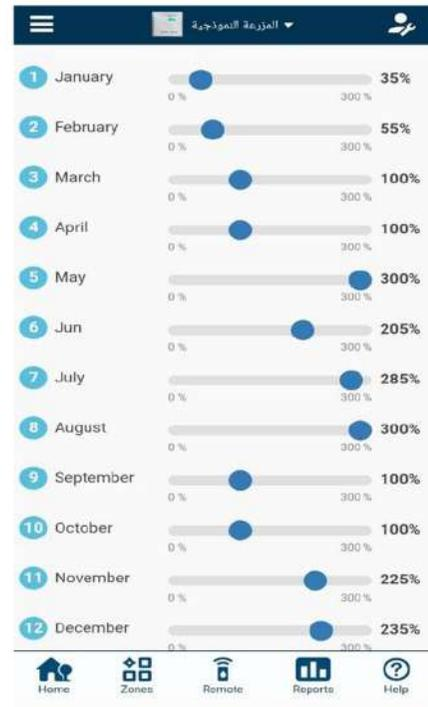 المزرعة النموذجية
1 January 35%
0 % 300 %
2 February 55%
0 % 300 %
3 March 100%
0 % 300 %
4 April 100%
0 % 300 %
5 May 300%
0 % 300 %
6 Jun 205%
0 % 300 %
7 July 285%
0 % 300 %
8 August 300%
0 % 300 %
9 September 100%
0 % 300 %
10 October 100%
0 % 300 %
11 November 225%
0 % 300 %
12 December 235%
0 % 300 %
Home Zones Remote Reports Help